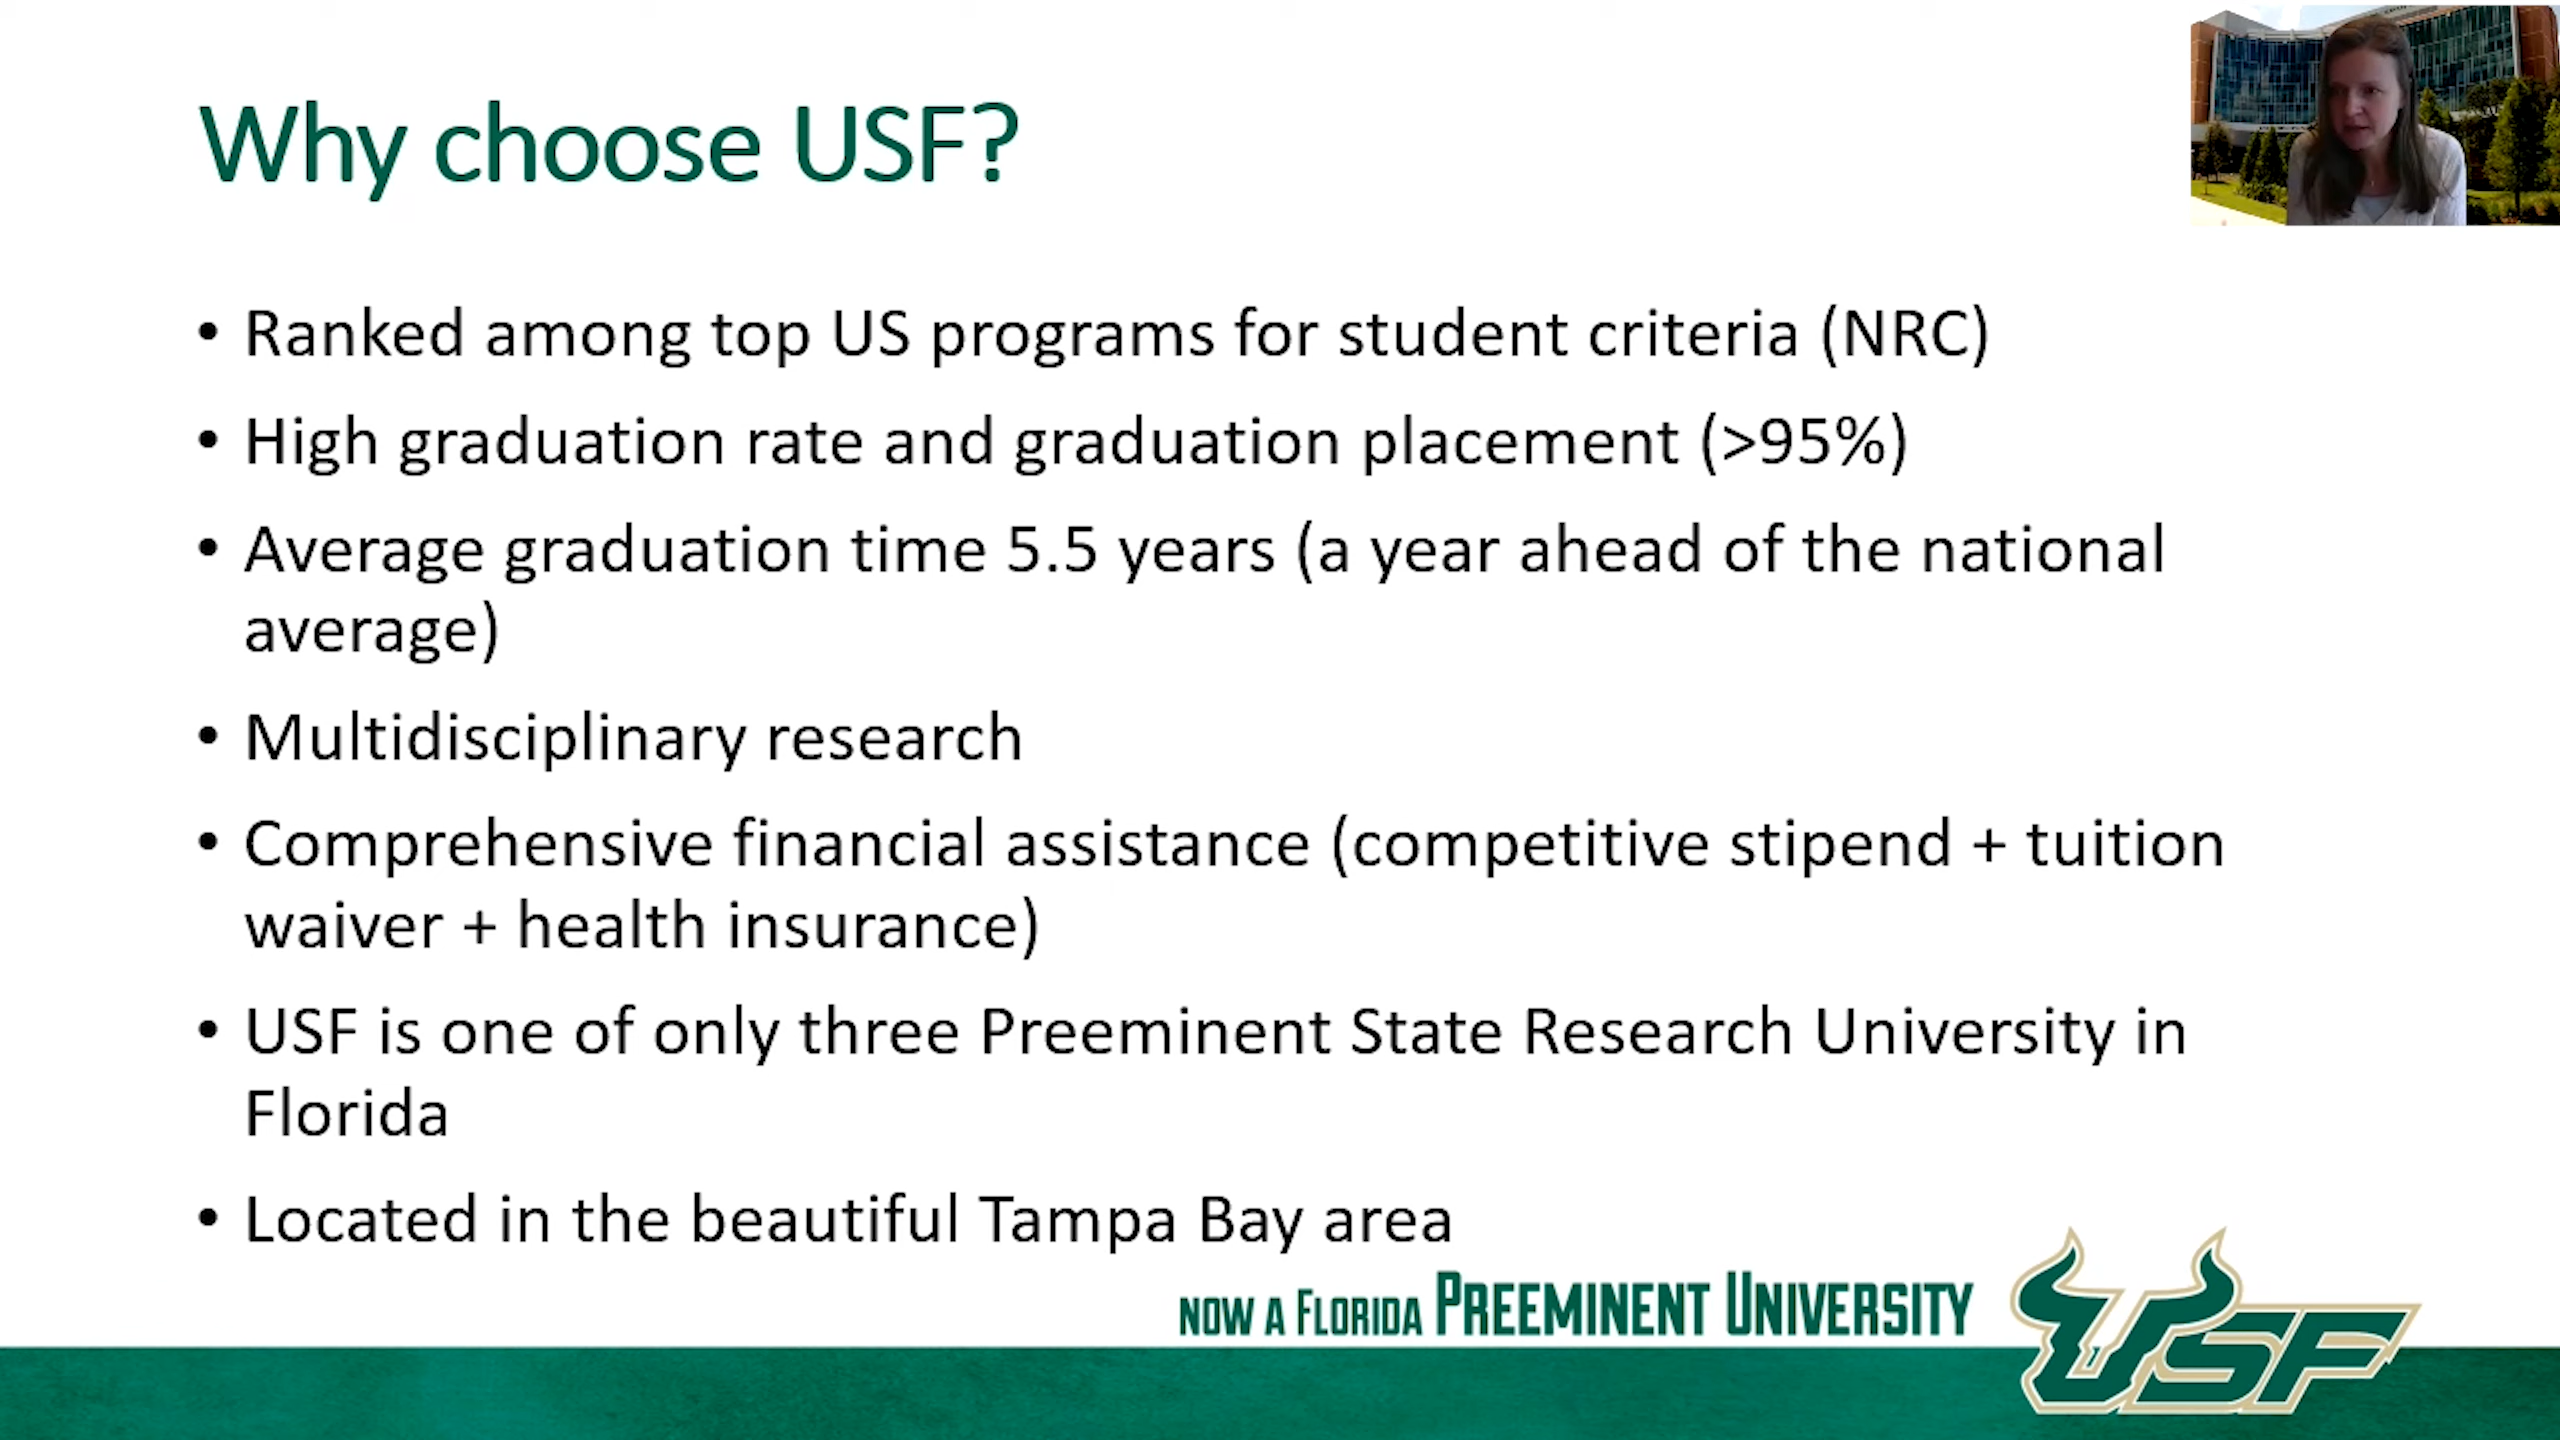 Why choose USF?
• Ranked among top US programs for student criteria (NRC)
• High graduation rate and graduation placement (>95%)
• Average graduation time 5.5 years (a year ahead of the national
average)
• Multidisciplinary research
• Comprehensive financial assistance (competitive stipend + tuition
waiver + health insurance)
• USF is one of only three Preeminent State Research University in
Florida
• Located in the beautiful Tampa Bay area
NOW A FLORIDA PREEMINENT UNIVERSITY
USF